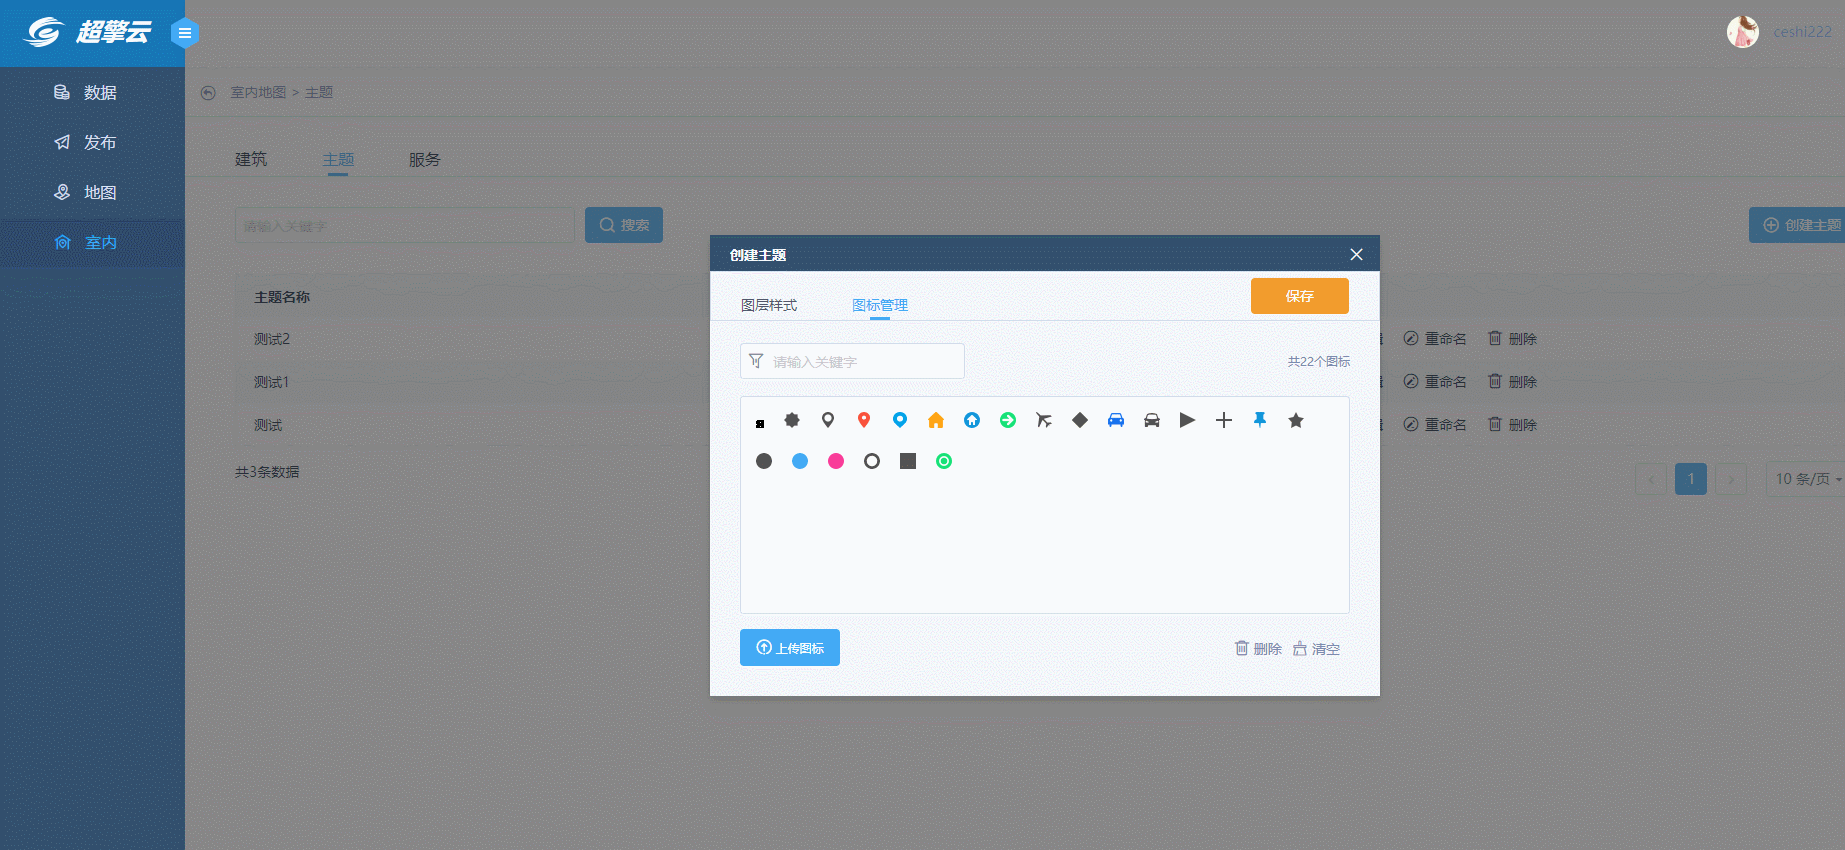 超擎云
ceshi222
数据
发布
地图
室内
室内地图 > 主题
建筑 主题 服务
请输入关键字 搜索 创建主题
主题名称
测试2 重命名 删除
测试1 重命名 删除
测试 重命名 删除
共3条数据
1 10 条/页
创建主题
图层样式 图标管理 保存
请输入关键字 共22个图标
上传图标 删除 清空